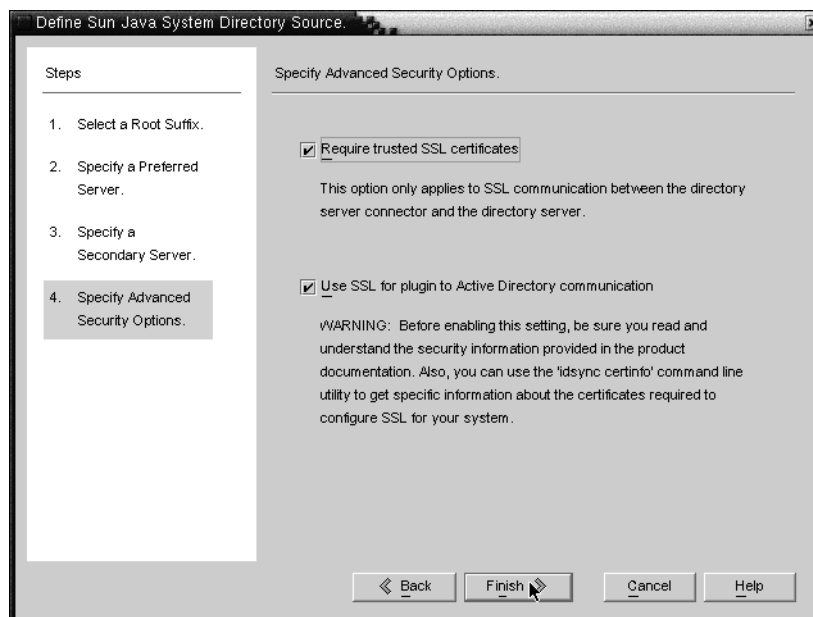 Define Sun Java System Directory Source.
Steps
1. Select a Root Suffix.
2. Specify a Preferred
Server.
3. Specify a
Secondary Server.
4. Specify Advanced
Security Options.
Specify Advanced Security Options.
Require trusted SSL certificates
This option only applies to SSL communication between the directory
server connector and the directory server.
Use SSL for plugin to Active Directory communication
WARNING: Before enabling this setting, be sure you read and
understand the security information provided in the product
documentation. Also, you can use the 'idsync certinfo' command line
utility to get specific information about the certificates required to
configure SSL for your system.
Back
Finish
Cancel
Help